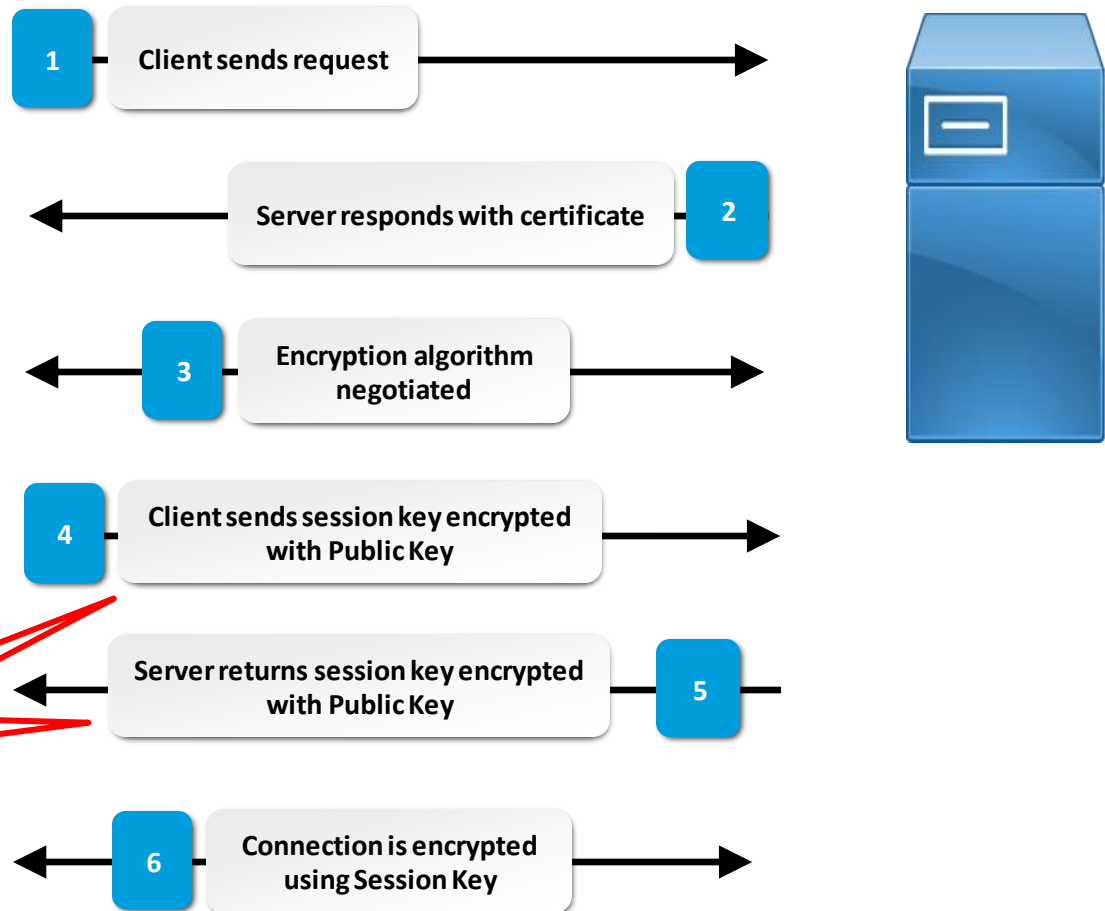 1
Client sends request
Server responds with certificate
2
3
Encryption algorithm
negotiated
4
Client sends session key encrypted
with Public Key
Server returns session key encrypted
with Public Key
5
6
Connection is encrypted
using Session Key